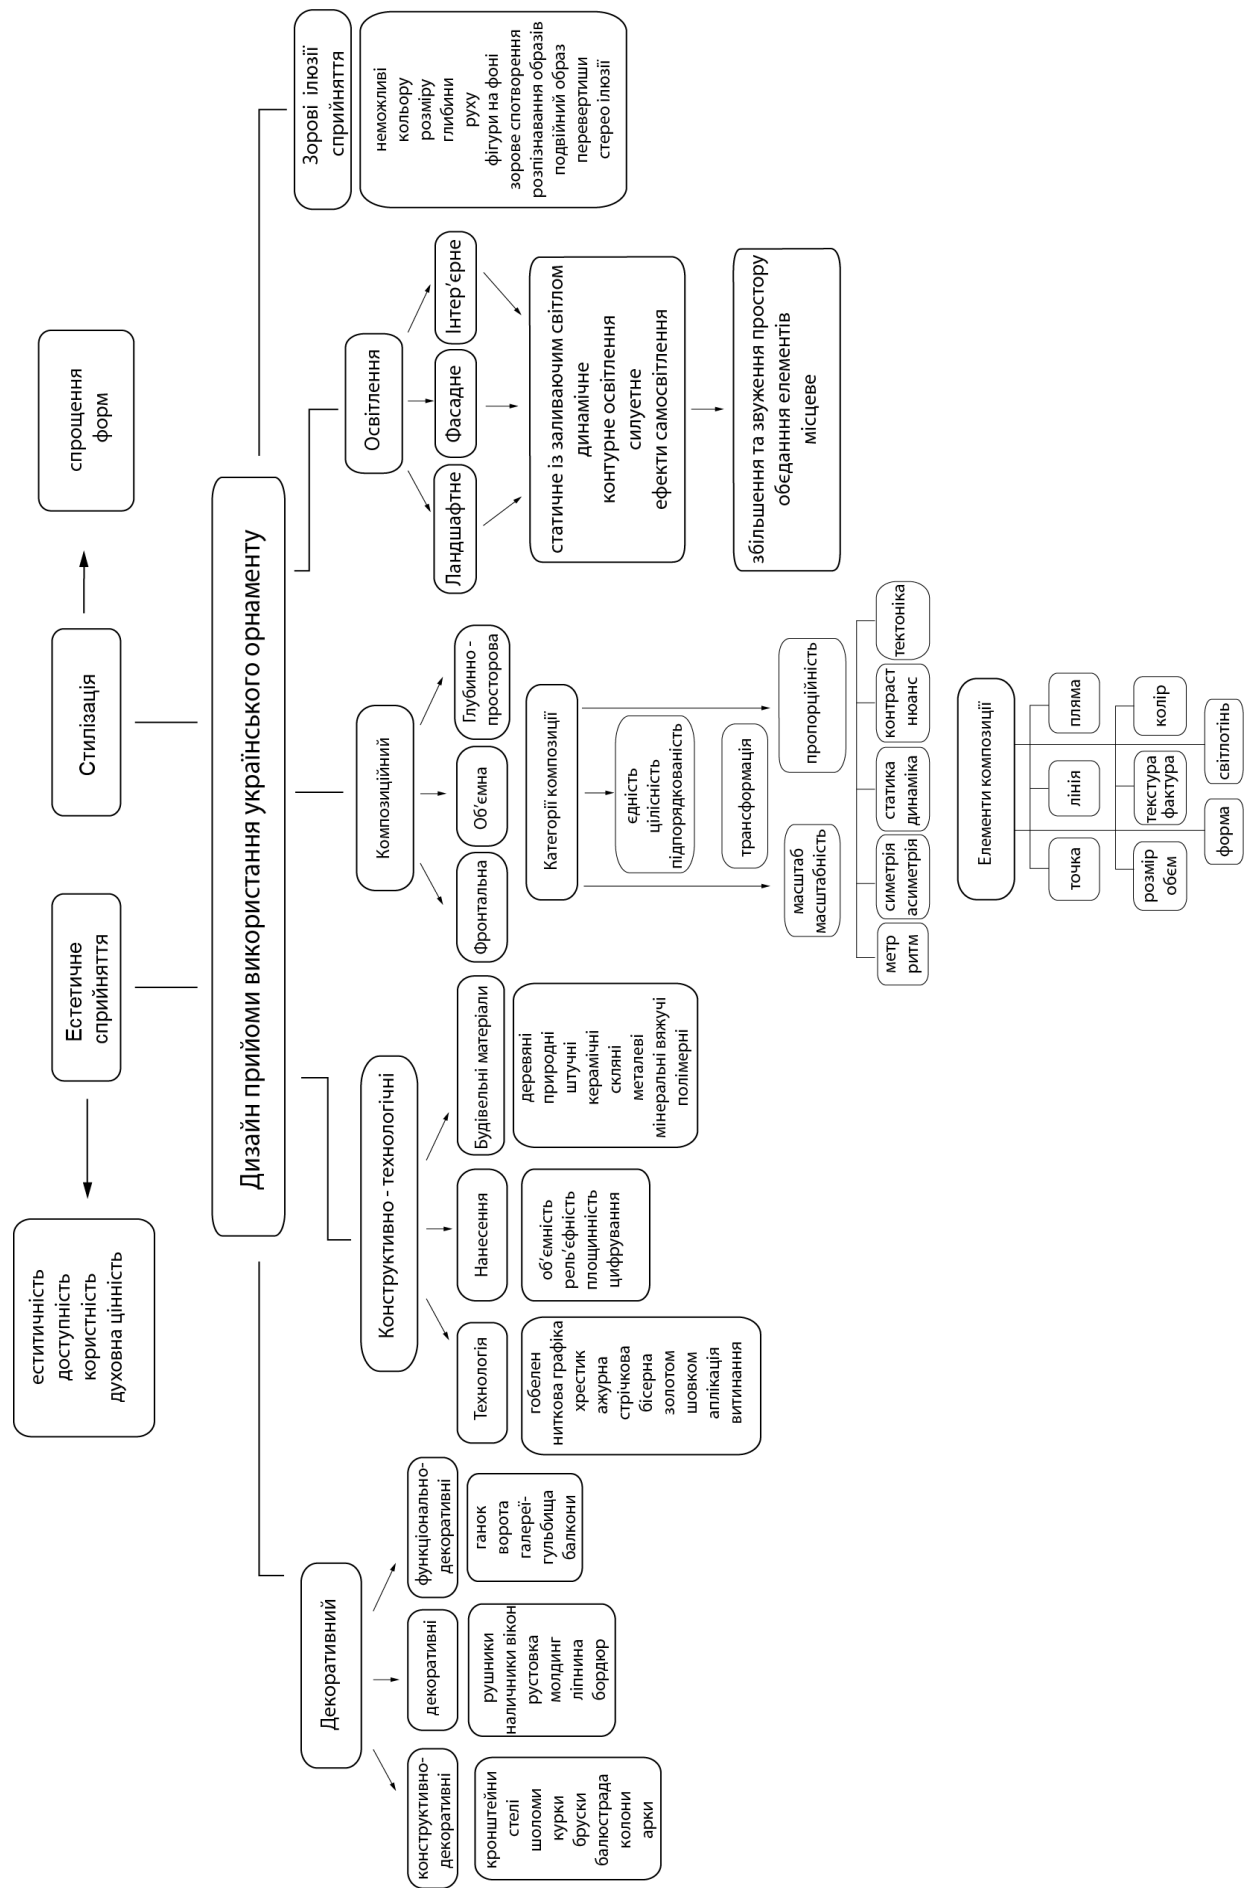 еститичність
доступність
користність
духовна цінність
Естетичне
сприйняття
Стилізація
спрощення
форм
Дизайн прийоми використання українського орнаменту
Декоративний
конструктивно-
декоративні
кронштейни
стелі
шоломи
курки
бруски
балюстрада
колони
арки
декоративні
рушники
наличники вікон
рустовка
молдинг
ліпнина
бордюр
функціонально-
декоративні
ганок
ворота
галереї-
гульбища
балкони
Конструктивно - технологічні
Технологія
гобелен
ниткова графіка
хрестик
ажурна
стрічкова
бісерна
золотом
шовком
аплікація
витинання
Нанесення
об'ємність
рель'єфність
площинність
цифрування
Будівельні матеріали
деревяні
природні
штучні
керамічні
скляні
металеві
мінеральні вяжучі
полімерні
Композиційний
Фронтальна
Об'ємна
Глубинно -
просторова
Категорії композиції
єдність
цілісність
підпорядкованість
трансформація
масштаб
масштабність
пропорційність
метр
ритм
симетрія
асиметрія
статика
динаміка
контраст
нюанс
тектоніка
Елементи композиції
точка
лінія
пляма
розмір
обєм
текстура
фактура
колір
форма
світлотінь
Освітлення
Ландшафтне
Фасадне
Інтер'єрне
статичне із заливаючим світлом
динамічне
контурне освітлення
силуетне
ефекти самосвітлення
збільшення та звуження простору
обєданння елементів
місцеве
Зорові ілюзії
сприйняття
неможливі
кольору
розміру
глибини
руху
фігури на фоні
зорове спотворення
розпізнавання образів
подвійний образ
перевертиши
стерео ілюзії